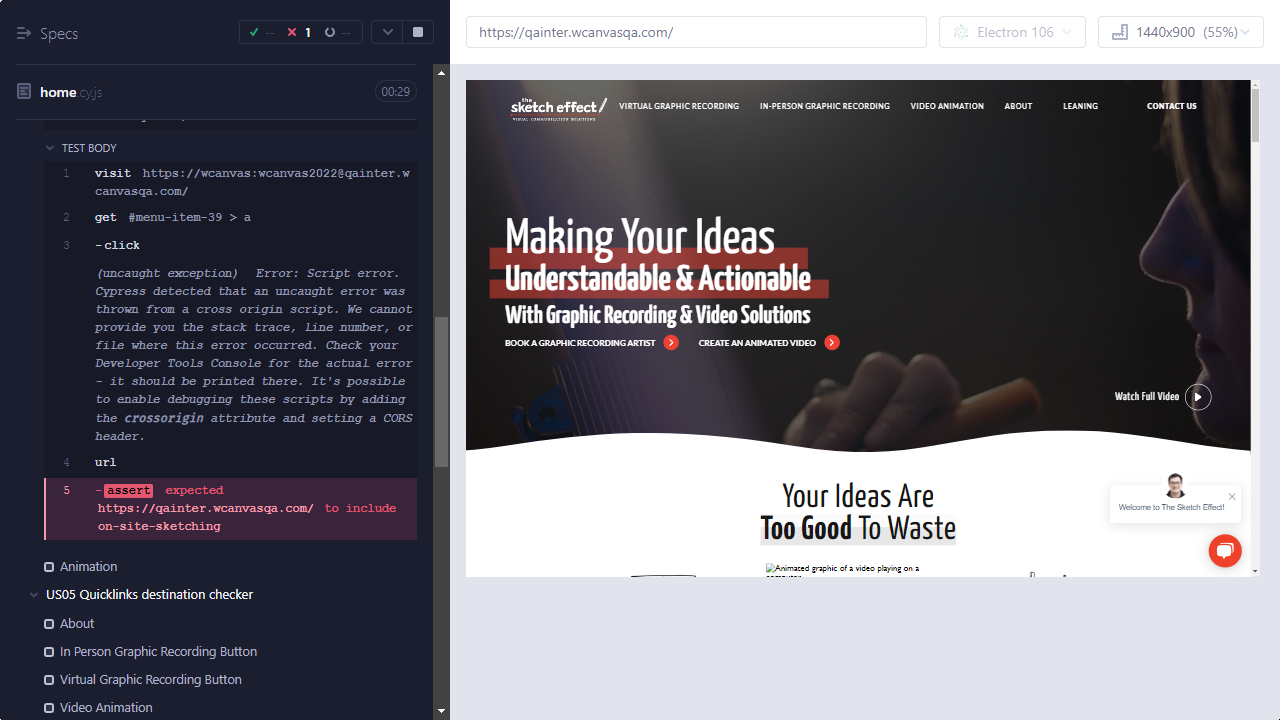 Specs
--
1
--
home.cy.js
00:29
TEST BODY
1 visit https://wcanvas:wcanvas2022@qainter.w
canvasqa.com/
2 get #menu-item-39 > a
3 -click
(uncaught exception) Error: Script error.
Cypress detected that an uncaught error was
thrown from a cross origin script. We cannot
provide you the stack trace, line number, or
file where this error occurred. Check your
Developer Tools Console for the actual error
- it should be printed there. It's possible
to enable debugging these scripts by adding
the crossorigin attribute and setting a CORS
header.
4 url
5 -assert expected
https://qainter.wcanvasqa.com/ to include
on-site-sketching
Animation
US05 Quicklinks destination checker
About
In Person Graphic Recording Button
Virtual Graphic Recording Button
Video Animation
https://qainter.wcanvasqa.com/
Electron 106
1440x900 (55%)
the
sketch effect/
VISUAL COMMUNICATION SOLUTIONS
VIRTUAL GRAPHIC RECORDING
IN-PERSON GRAPHIC RECORDING
VIDEO ANIMATION
ABOUT
LEANING
CONTACT US
Making Your Ideas
Understandable & Actionable
With Graphic Recording & Video Solutions
BOOK A GRAPHIC RECORDING ARTIST
CREATE AN ANIMATED VIDEO
Watch Full Video
Your Ideas Are
Too Good To Waste
Welcome to The Sketch Effect!
Animated graphic of a video playing on a